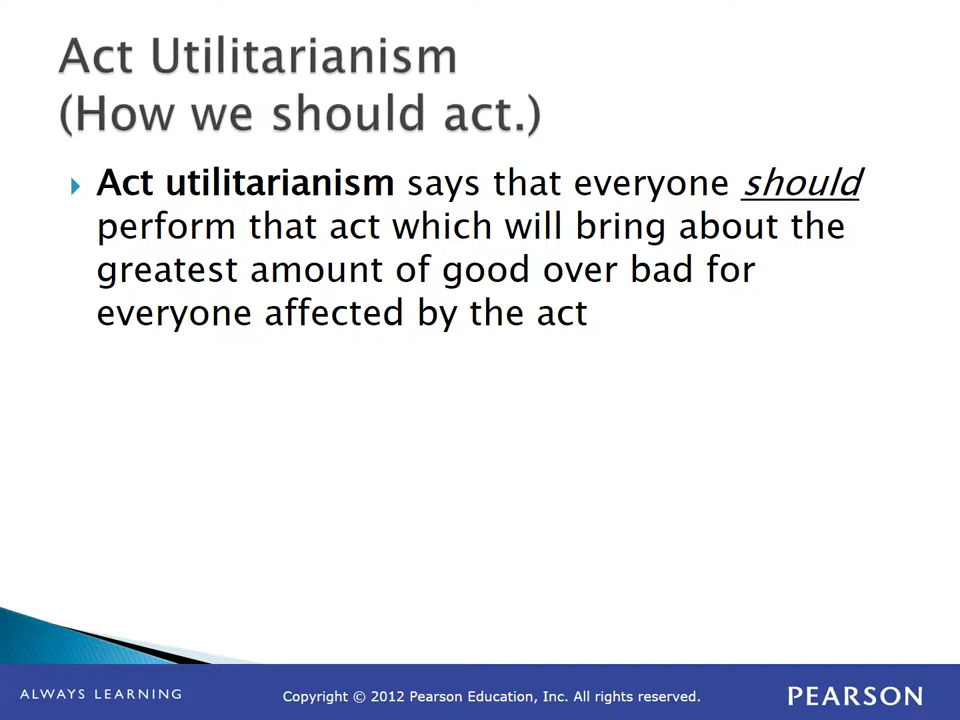 Act Utilitarianism
(How we should act.)
Act utilitarianism says that everyone should
perform that act which will bring about the
greatest amount of good over bad for
everyone affected by the act
ALWAYS LEARNING
Copyright © 2012 Pearson Education, Inc. All rights reserved.
PEARSON